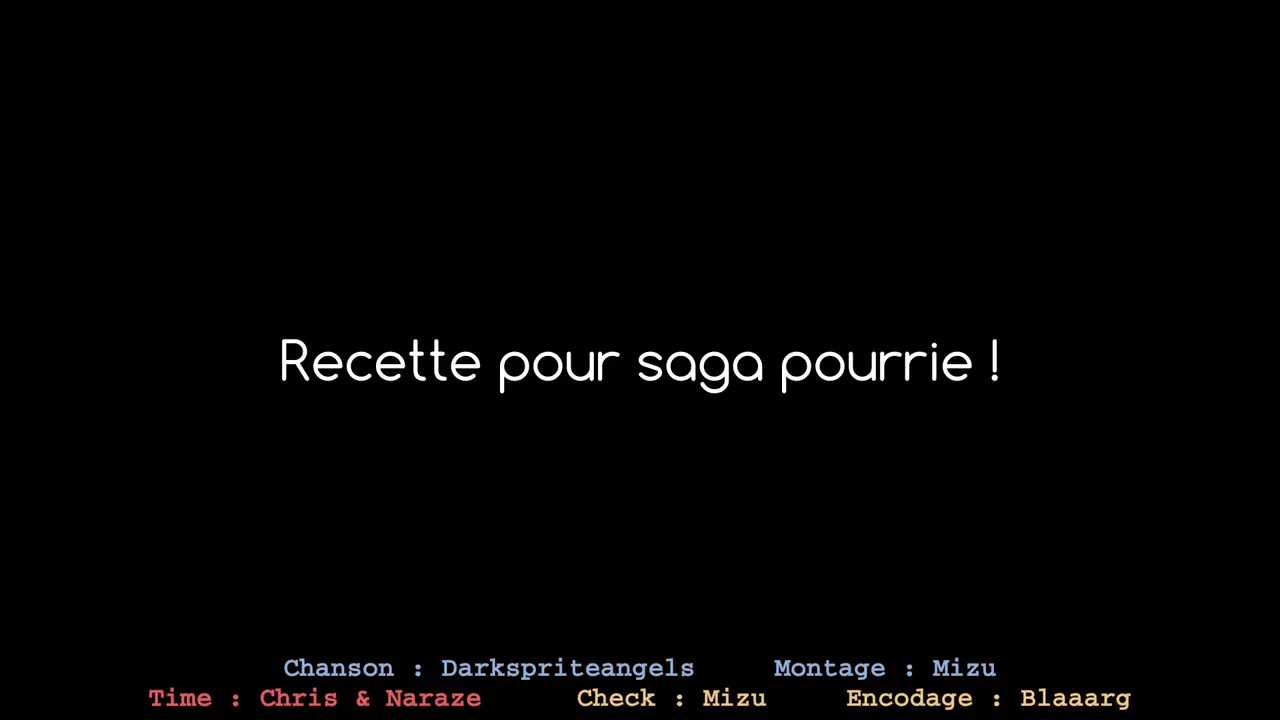 Recette pour saga pourrie !
Chanson : Darkspriteangels Montage : Mizu
Time : Chris & Naraze Check : Mizu Encodage : Blaaarg